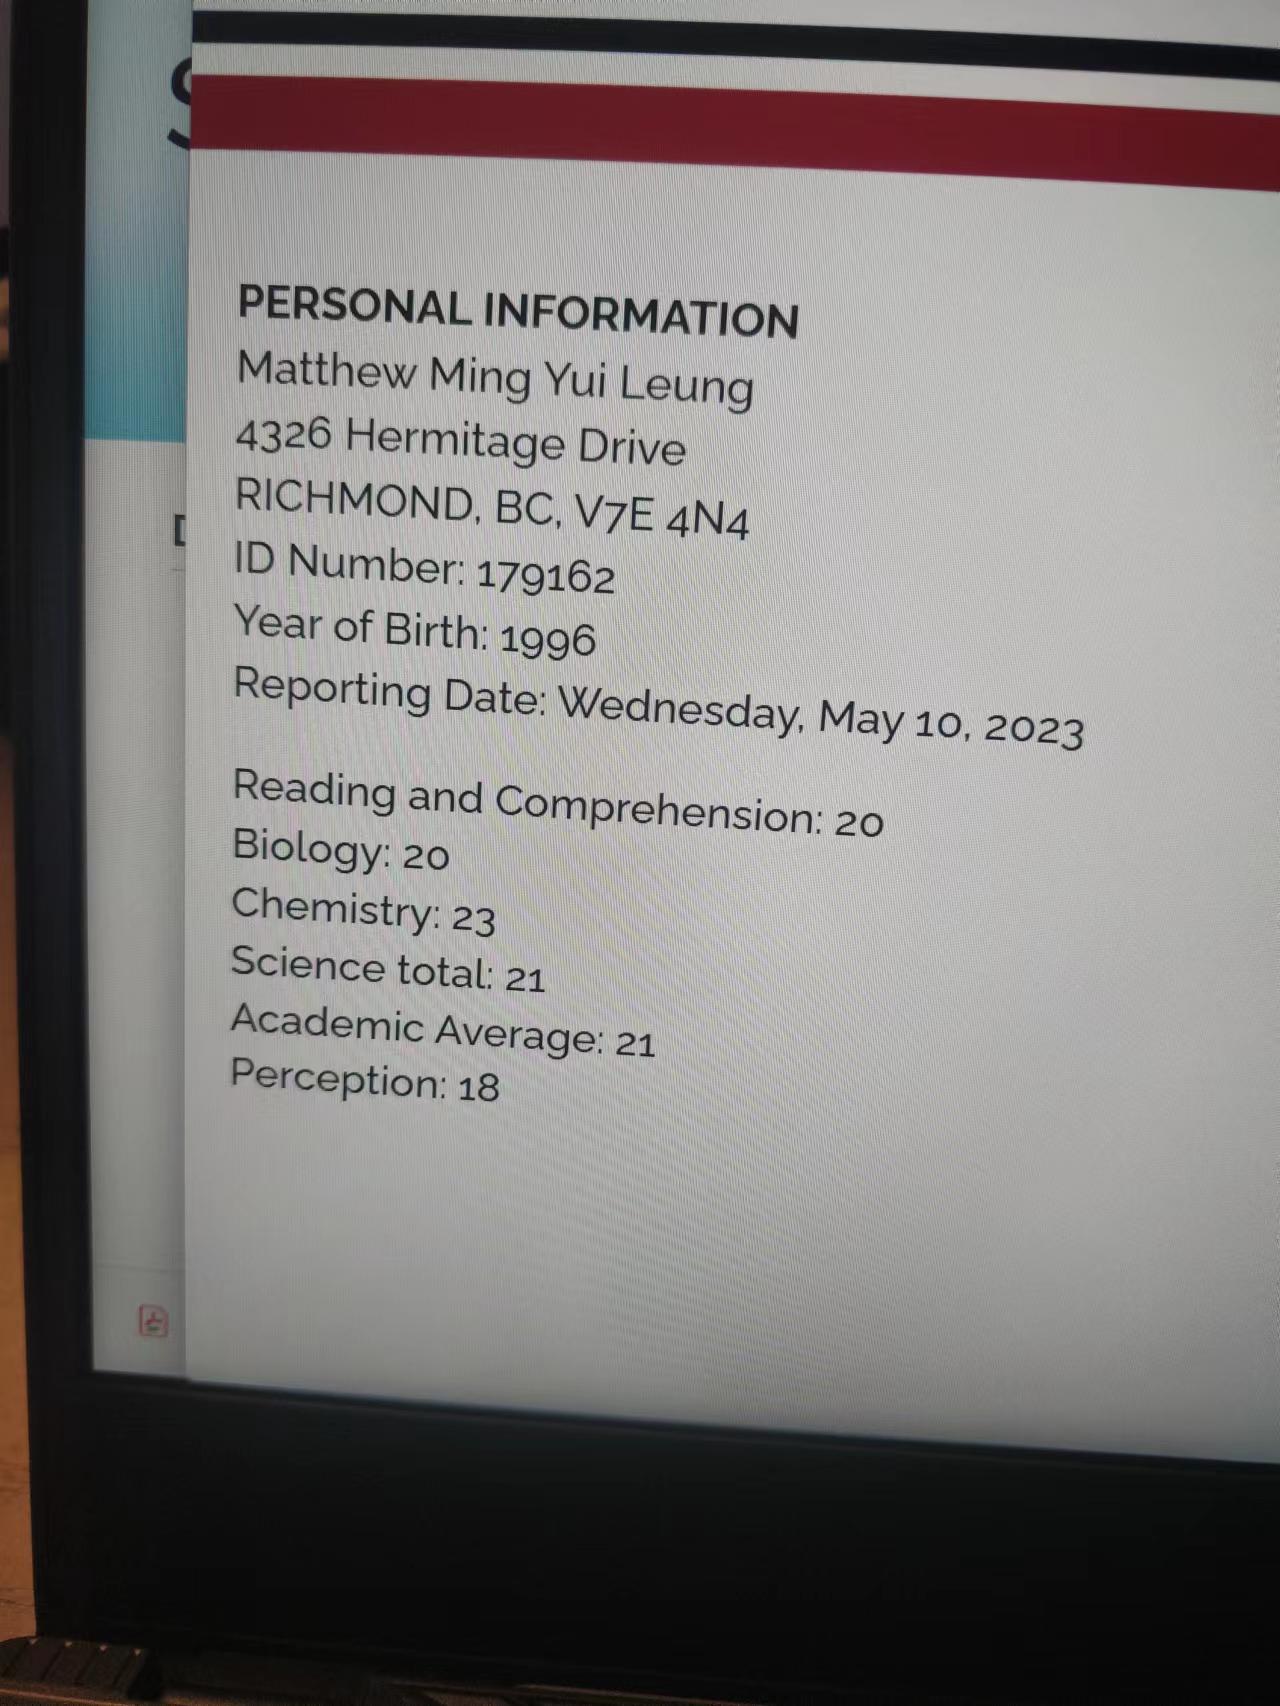 PERSONAL INFORMATION
Matthew Ming Yui Leung
4326 Hermitage Drive
RICHMOND, BC, V7E 4N4
ID Number: 179162
Year of Birth: 1996
Reporting Date: Wednesday, May 10, 2023
Reading and Comprehension: 20
Biology: 20
Chemistry: 23
Science total: 21
Academic Average: 21
Perception: 18